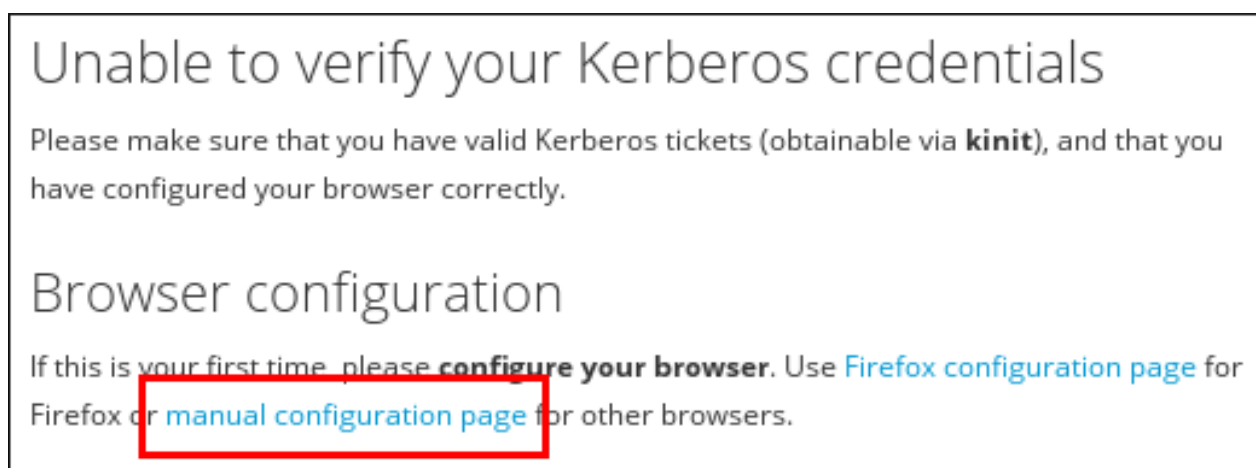 Unable to verify your Kerberos credentials
Please make sure that you have valid Kerberos tickets (obtainable via kinit), and that you
have configured your browser correctly.
Browser configuration
If this is your first time, please configure your browser. Use Firefox configuration page for
Firefox or manual configuration page for other browsers.